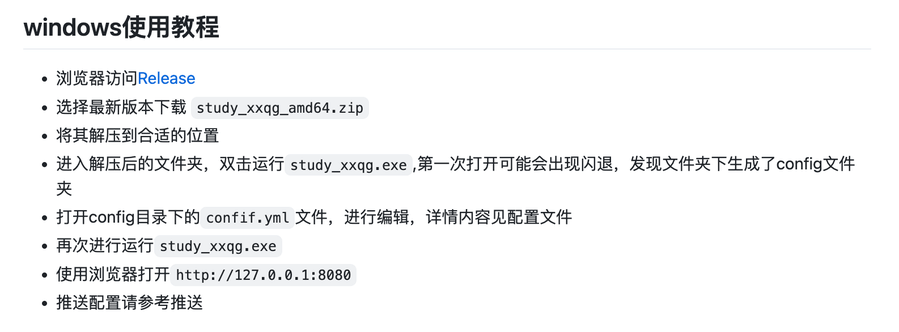 windows使用教程
• 浏览器访问Release
• 选择最新版本下载 study_xxqg_amd64.zip
• 将其解压到合适的位置
• 进入解压后的文件夹，双击运行 study_xxqg.exe ,第一次打开可能会出现闪退，发现文件夹下生成了config文件
夹
• 打开config目录下的 confif.yml 文件，进行编辑，详情内容见配置文件
• 再次进行运行 study_xxqg.exe
• 使用浏览器打开 http://127.0.0.1:8080
• 推送配置请参考推送